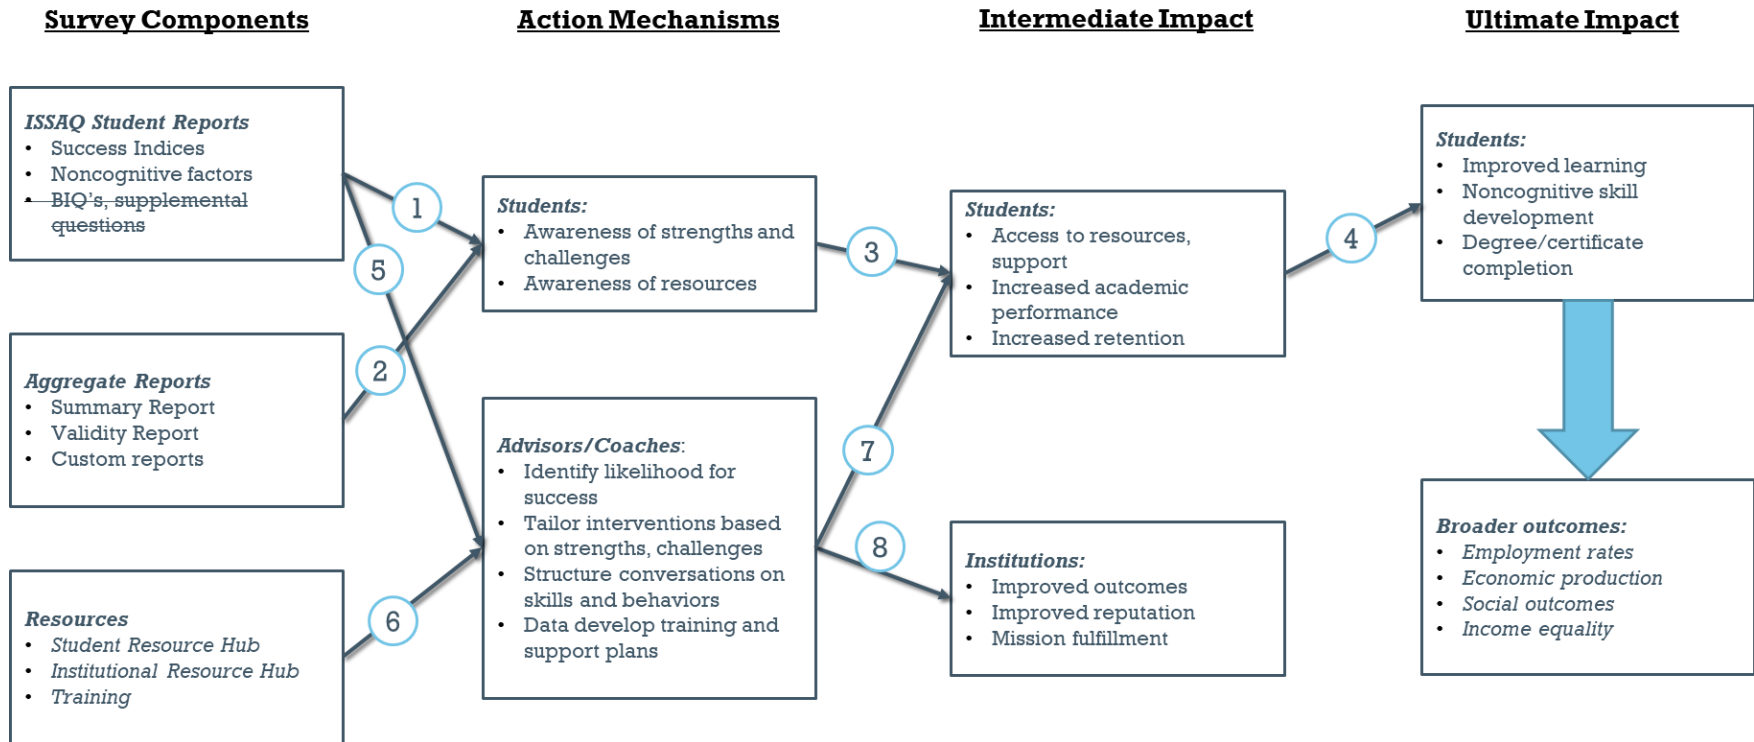 Survey Components
Action Mechanisms
Intermediate Impact
Ultimate Impact
ISSAQ Student Reports
• Success Indices
• Noncognitive factors
• BIQ's, supplemental
questions
Aggregate Reports
• Summary Report
• Validity Report
• Custom reports
Resources
• Student Resource Hub
• Institutional Resource Hub
• Training
1
5
2
6
Students:
• Awareness of strengths and
challenges
• Awareness of resources
Advisors/Coaches:
• Identify likelihood for
success
• Tailor interventions based
on strengths, challenges
• Structure conversations on
skills and behaviors
• Data develop training and
support plans
3
7
8
Students:
• Access to resources,
support
• Increased academic
performance
• Increased retention
Institutions:
• Improved outcomes
• Improved reputation
• Mission fulfillment
4
Students:
• Improved learning
• Noncognitive skill
development
• Degree/certificate
completion
Broader outcomes:
• Employment rates
• Economic production
• Social outcomes
• Income equality